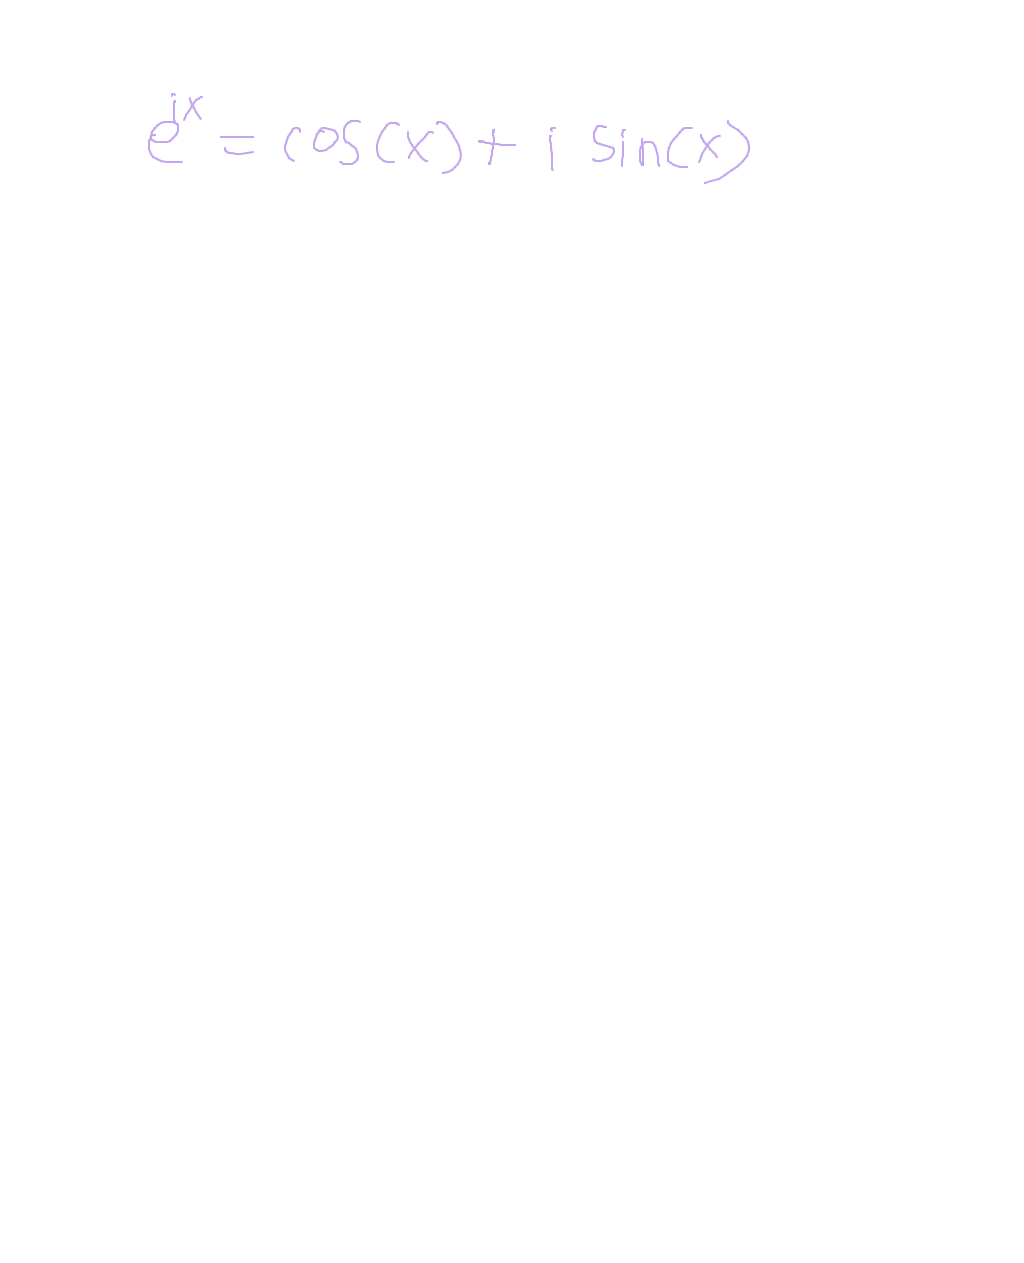 e^{ix} = cos(x) + i sin(x)